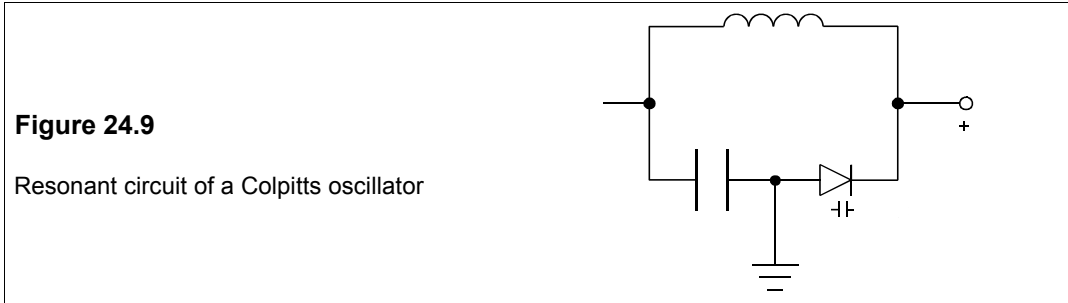 Figure 24.9
Resonant circuit of a Colpitts oscillator
+